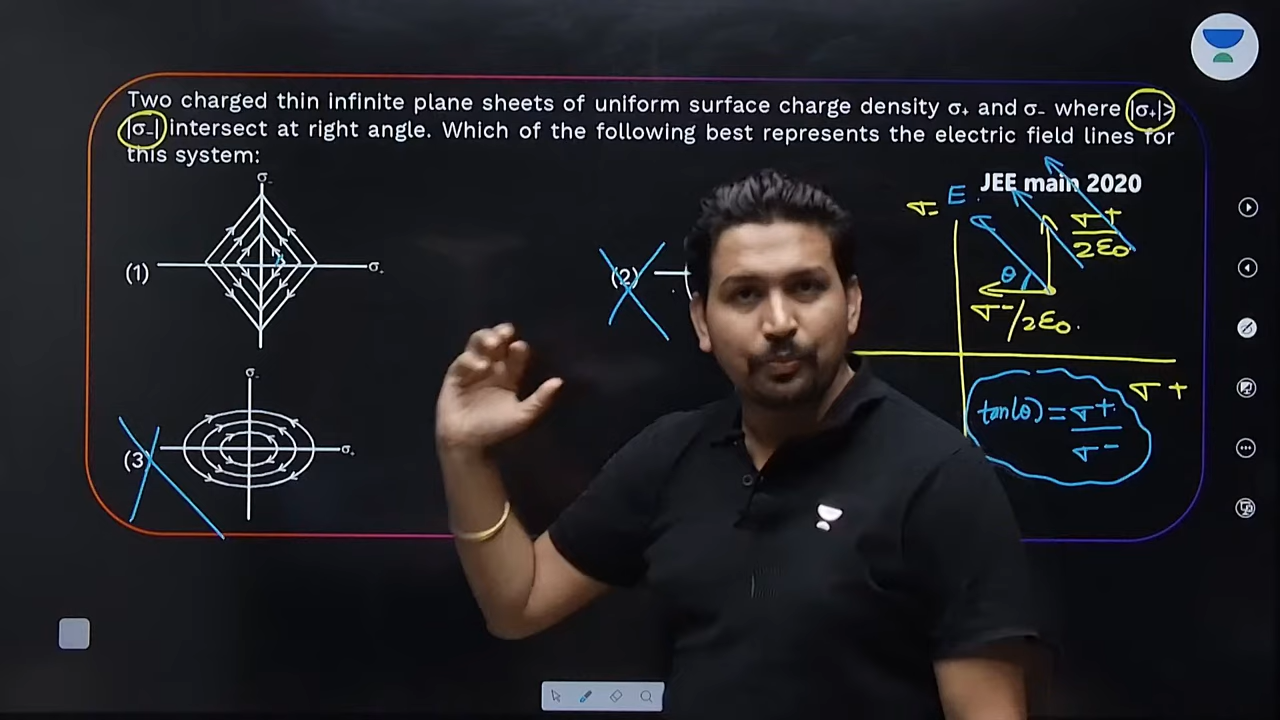 Two charged thin infinite plane sheets of uniform surface charge density σ₊ and σ₋ where |σ₊|>
|σ₋| intersect at right angle. Which of the following best represents the electric field lines for
this system:
JEE main 2020
(1)
σ₋
σ₊
(2)
(3)
σ₋
σ₊
σ-
E
σ+
2ε₀
θ
σ-/2ε₀
σ+
tan(θ) = σ+
σ-